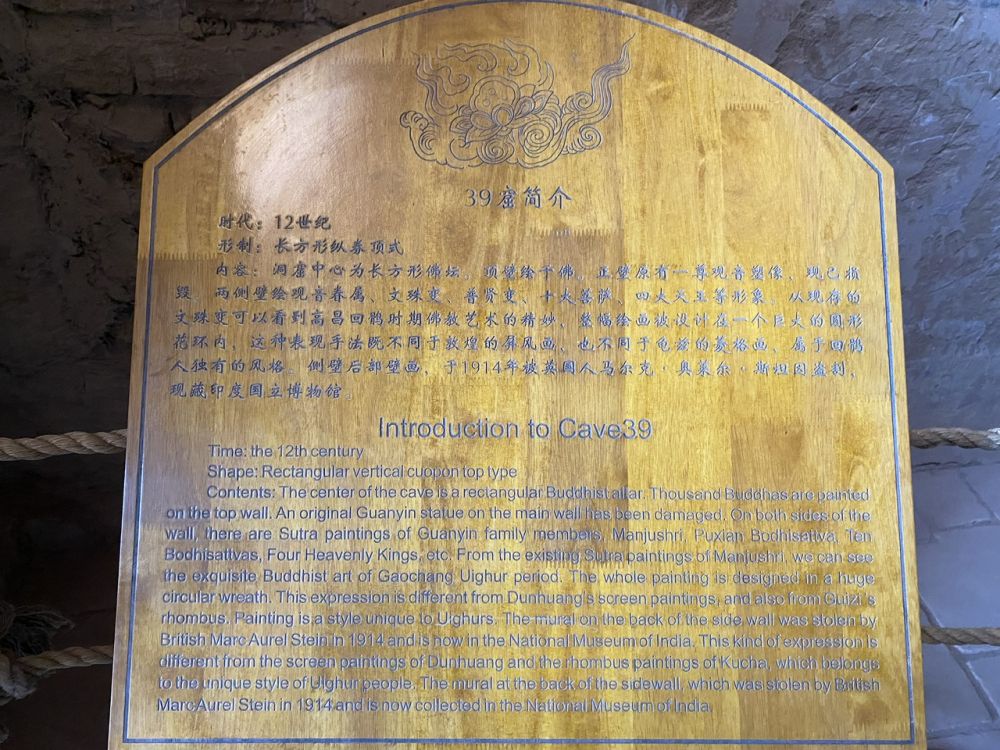 39窟简介
时代：12世纪
形制：长方形纵券顶式
内容：洞窟中心为长方形佛坛。顶壁绘千佛。正壁原有一尊观音塑像、现已损
毁。两侧壁绘观音眷属、文殊变、普贤变、十大菩萨、四大天王等形象。从现存的
文殊变可以看到高昌回鹘时期佛教艺术的精妙、整幅绘画被设计在一个巨大的圆形
花环内，这种表现手法既不同于敦煌的屏风画、也不同于龟兹的菱格画，属于回鹘
人独有的风格。侧壁后部壁画，于1914年被英国人马尔克·奥莱尔·斯坦因盗割，
现藏印度国立博物馆。
Introduction to Cave39
Time: the 12th century
Shape: Rectangular vertical cuopon top type
Contents: The center of the cave is a rectangular Buddhist altar. Thousand Buddhas are painted
on the top wall. An original Guanyin statue on the main wall has been damaged. On both sides of the
wall, there are Sutra paintings of Guanyin family members, Manjushri, Puxian Bodhisattva, Ten
Bodhisattvas, Four Heavenly Kings, etc. From the existing Sutra paintings of Manjushri, we can see
the exquisite Buddhist art of Gaochang Uighur period. The whole painting is designed in a huge
circular wreath. This expression is different from Dunhuang's screen paintings, and also from Guizi's
rhombus. Painting is a style unique to Uighurs. The mural on the back of the side wall was stolen by
British Marc Aurel Stein in 1914 and is now in the National Museum of India. This kind of expression is
different from the screen paintings of Dunhuang and the rhombus paintings of Kucha, which belongs
to the unique style of Uighur people. The mural at the back of the sidewall, which was stolen by British
Marc Aurel Stein in 1914 and is now collected in the National Museum of India.